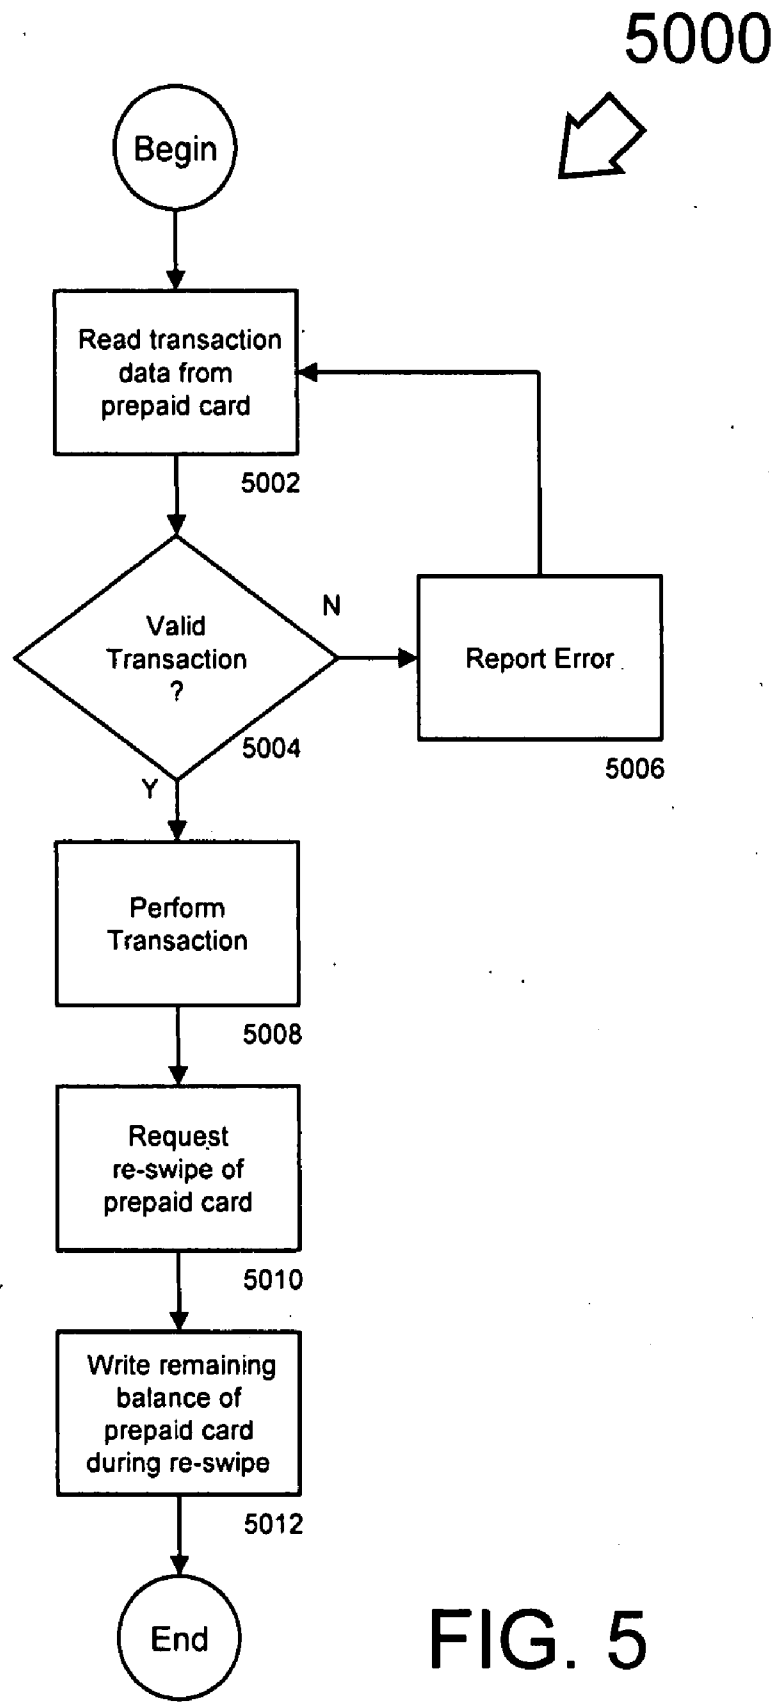 5000
Begin
Read transaction
data from
prepaid card
5002
Valid
Transaction
?
N
5004
Y
Report Error
5006
Perform
Transaction
5008
Request
re-swipe of
prepaid card
5010
Write remaining
balance of
prepaid card
during re-swipe
5012
End
FIG. 5